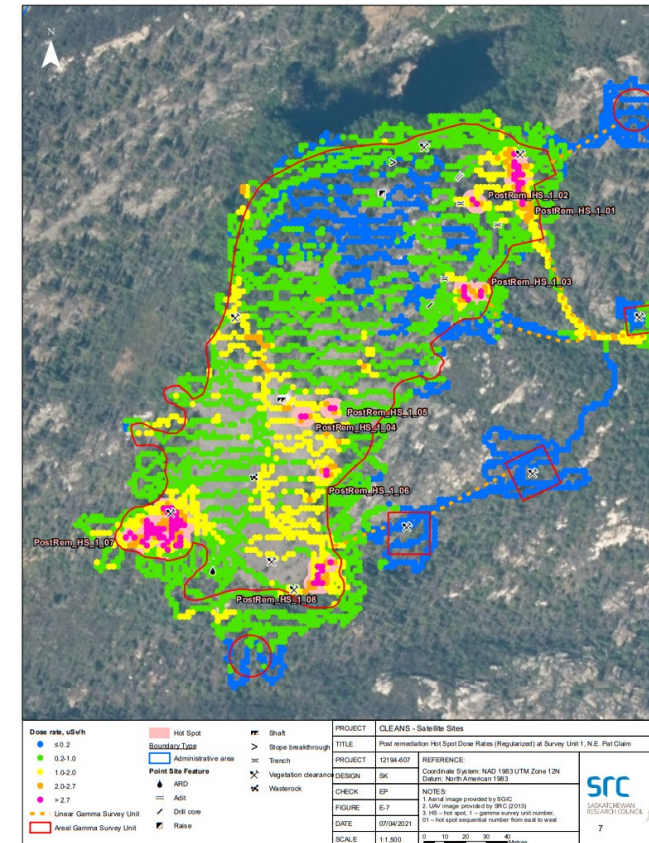 N
PostRem_HS_1_02
PostRem_HS_1_01
PostRem_HS_1_03
PostRem_HS_1_05
PostRem_HS_1_04
PostRem_HS_1_06
PostRem_HS_1_07
PostRem_HS_1_08
Dose rate, uSv/h
≤0.2
0.2-1.0
1.0-2.0
2.0-2.7
> 2.7
Linear Gamma Survey Unit
Areal Gamma Survey Unit
Hot Spot
Boundary Type
Administrative area
Point Site Feature
ARD
Adit
Drill core
Raise
Shaft
Stope breakthrough
Trench
Vegetation clearance
Wasterock
PROJECT CLEANS - Satellite Sites
TITLE Post remediation Hot Spot Dose Rates (Regularized) at Survey Unit 1, N.E. Pat Claim
PROJECT 12194-607
DESIGN SK
CHECK EP
FIGURE E-7
DATE 07/04/2021
SCALE 1:1,500
REFERENCE:
Coordinate System: NAD 1983 UTM Zone 12N
Datum: North American 1983
NOTES:
1. Aerial image provided by SGIC
2. UAV image provided by SRC (2013)
3. HS – hot spot, 1 – gamma survey unit number,
01 – hot spot sequential number from east to west
0 10 20 30 40
Metres
src
SASKATCHEWAN
RESEARCH COUNCIL
7